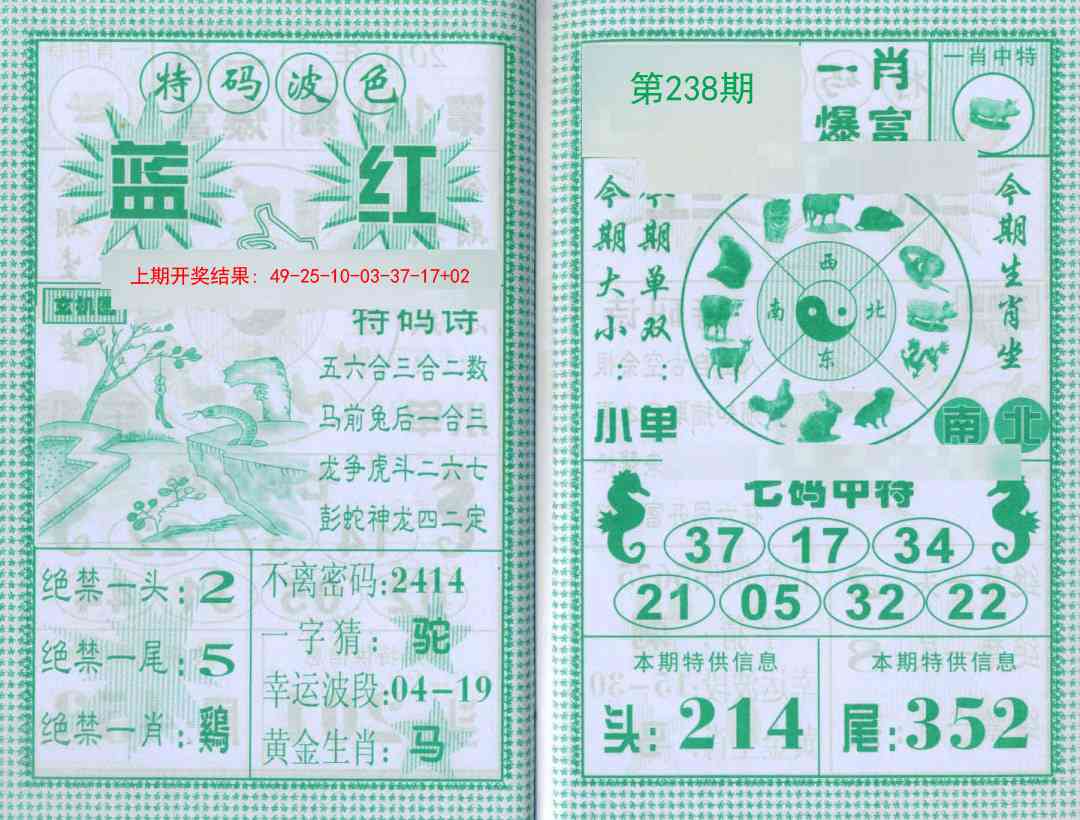 特码波色
蓝 红
上期开奖结果：49-25-10-03-37-17+02
玄机图
特码诗
五六合三合二数
马前兔后一合三
龙争虎斗二六七
彭蛇神龙四二定
绝禁一头：2
绝禁一尾：5
绝禁一肖：鷄
不离密码：2414
一字猜：驼
幸运波段：04-19
黄金生肖：马
第238期
一肖
爆富
一肖中特
今期大小：小
今期单双：单
西
南 北
东
今期生肖坐
南北
七码中特
37 17 34
21 05 32 22
本期特供信息
头：214
本期特供信息
尾：352